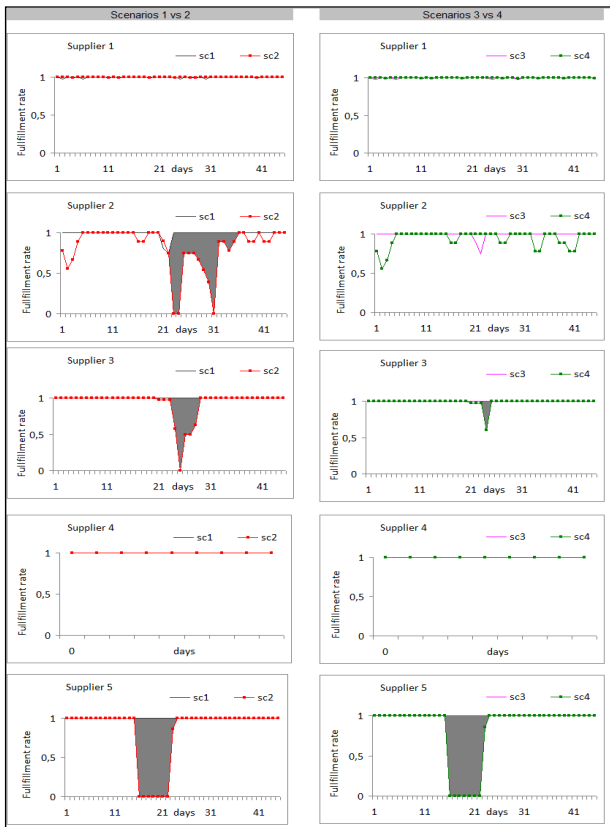 Scenarios 1 vs 2
Scenarios 3 vs 4
Supplier 1
sc1
sc2
Fullfillment rate
1
0,5
0
1
11
21
days
31
41
Supplier 1
sc3
sc4
Fullfillment rate
1
0,5
0
1
11
21
days
31
41
Supplier 2
sc1
sc2
Fullfillment rate
1
0,5
0
1
11
21
days
31
41
Supplier 2
sc3
sc4
Fullfillment rate
1
0,5
0
1
11
21
days
31
41
Supplier 3
sc1
sc2
Fullfillment rate
1
0,5
0
1
11
21
days
31
41
Supplier 3
sc3
sc4
Fullfillment rate
1
0,5
0
1
11
21
days
31
41
Supplier 4
sc1
sc2
Fullfillment rate
1
0,5
0
0
days
Supplier 4
sc3
sc4
Fullfillment rate
1
0,5
0
0
days
Supplier 5
sc1
sc2
Fullfillment rate
1
0,5
0
1
11
21
days
31
41
Supplier 5
sc3
sc4
Fullfillment rate
1
0,5
0
1
11
21
days
31
41